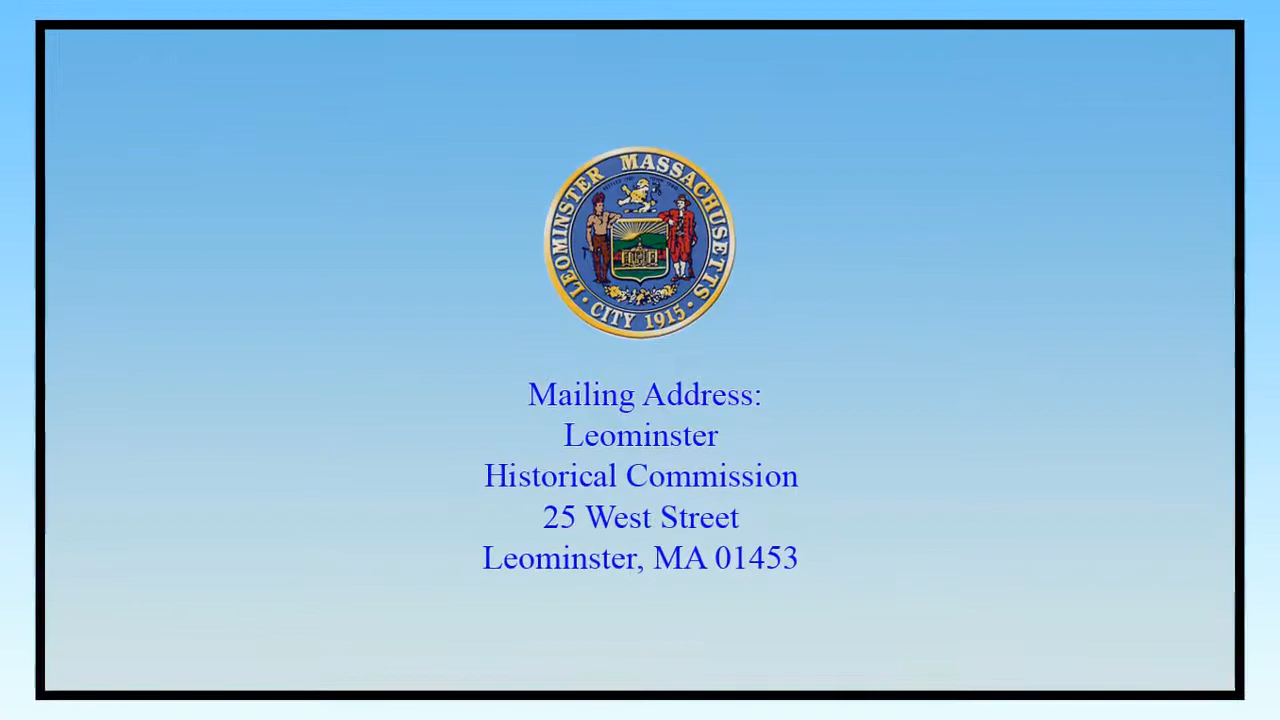 LEOMINSTER MASSACHUSETTS
CITY 1915
Mailing Address:
Leominster
Historical Commission
25 West Street
Leominster, MA 01453